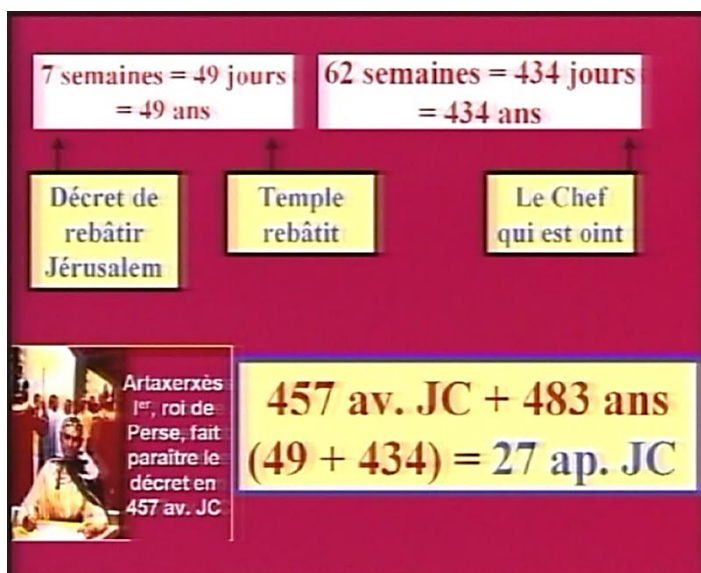 7 semaines = 49 jours
= 49 ans
62 semaines = 434 jours
= 434 ans
Décret de
rebâtir
Jérusalem
Temple
rebâtit
Le Chef
qui est oint
Artaxerxès
Ier, roi de
Perse, fait
paraître le
décret en
457 av. JC
457 av. JC + 483 ans
(49 + 434) = 27 ap. JC